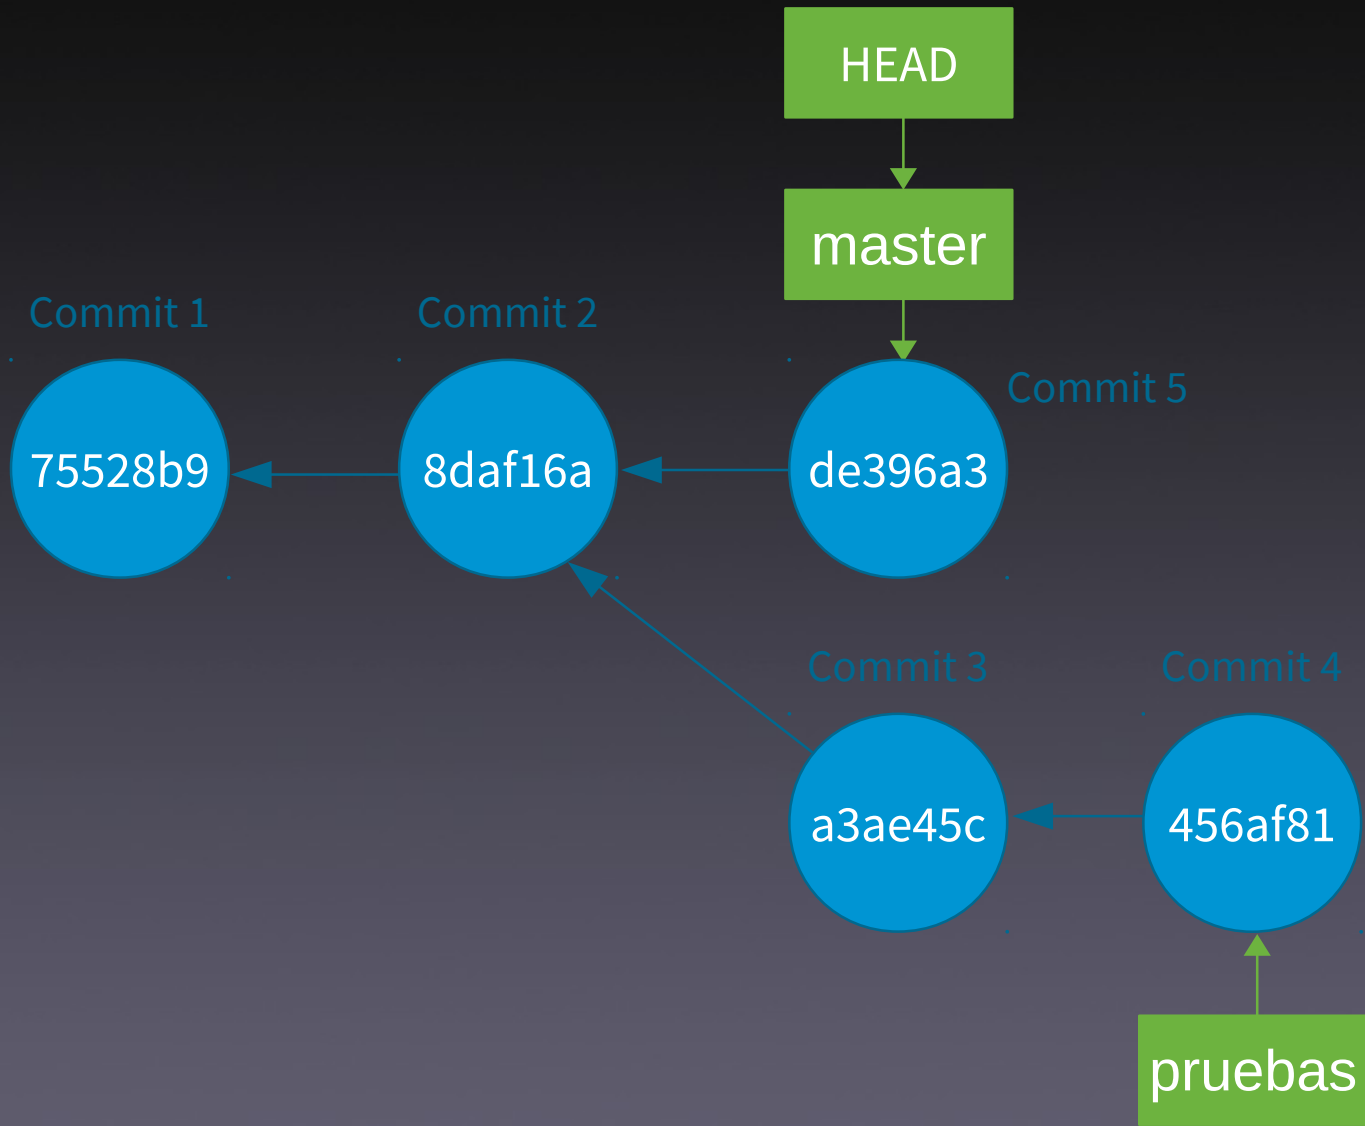 HEAD
master
Commit 1
Commit 2
Commit 5
75528b9
8daf16a
de396a3
Commit 3
Commit 4
a3ae45c
456af81
pruebas